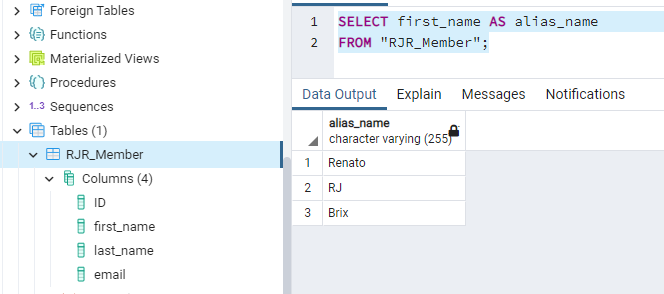 Foreign Tables
Functions
Materialized Views
Procedures
1..3 Sequences
Tables (1)
RJR_Member
Columns (4)
ID
first_name
last_name
email
1 SELECT first_name AS alias_name
2 FROM "RJR_Member";
Data Output Explain Messages Notifications
alias_name
character varying (255)
1 Renato
2 RJ
3 Brix